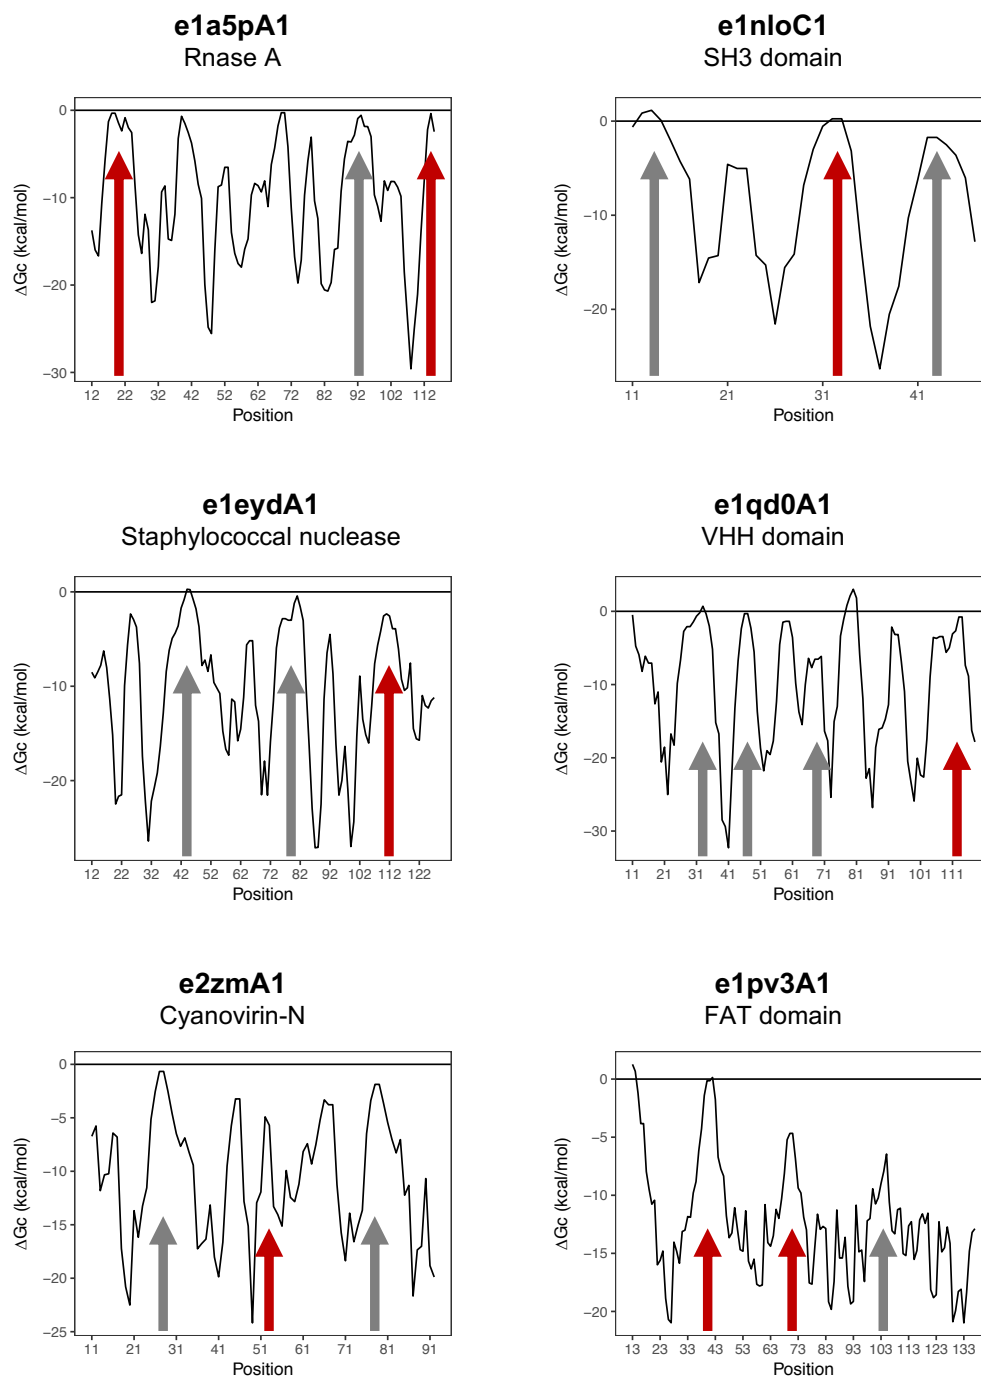 e1a5pA1
Rnase A
0
−10
−20
−30
ΔGc (kcal/mol)
12 22 32 42 52 62 72 82 92 102 112
Position
e1nloC1
SH3 domain
0
−10
−20
ΔGc (kcal/mol)
11 21 31 41
Position
e1eydA1
Staphylococcal nuclease
0
−10
−20
ΔGc (kcal/mol)
12 22 32 42 52 62 72 82 92 102 112 122
Position
e1qd0A1
VHH domain
0
−10
−20
−30
ΔGc (kcal/mol)
11 21 31 41 51 61 71 81 91 101 111
Position
e2zmA1
Cyanovirin-N
0
−5
−10
−15
−20
−25
ΔGc (kcal/mol)
11 21 31 41 51 61 71 81 91
Position
e1pv3A1
FAT domain
0
−5
−10
−15
−20
ΔGc (kcal/mol)
13 23 33 43 53 63 73 83 93 103 113 123 133
Position